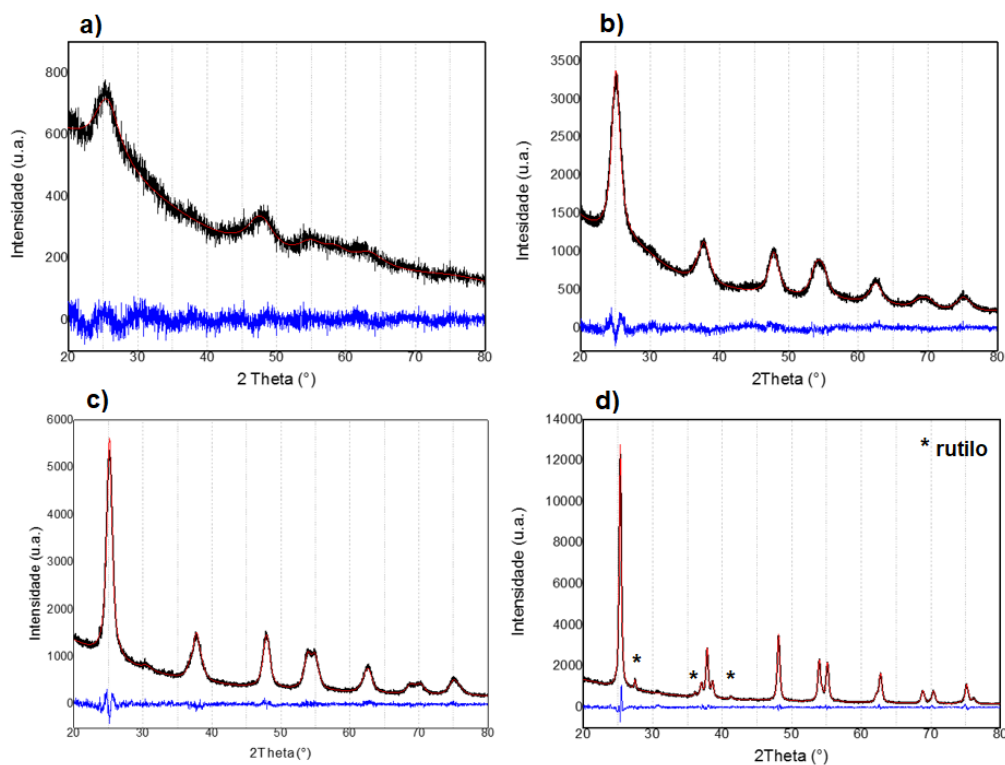 a)
Intensidade (u.a.)
800
600
400
200
0
20 30 40 50 60 70 80
2 Theta (°)
b)
Intesidade (u.a.)
3500
3000
2500
2000
1500
1000
500
0
20 30 40 50 60 70 80
2Theta (°)
c)
Intensidade (u.a.)
6000
5000
4000
3000
2000
1000
0
20 30 40 50 60 70 80
2Theta (°)
d)
Intensidade (u.a.)
14000
12000
10000
8000
6000
4000
2000
0
* rutilo
* * *
20 30 40 50 60 70 80
2Theta (°)